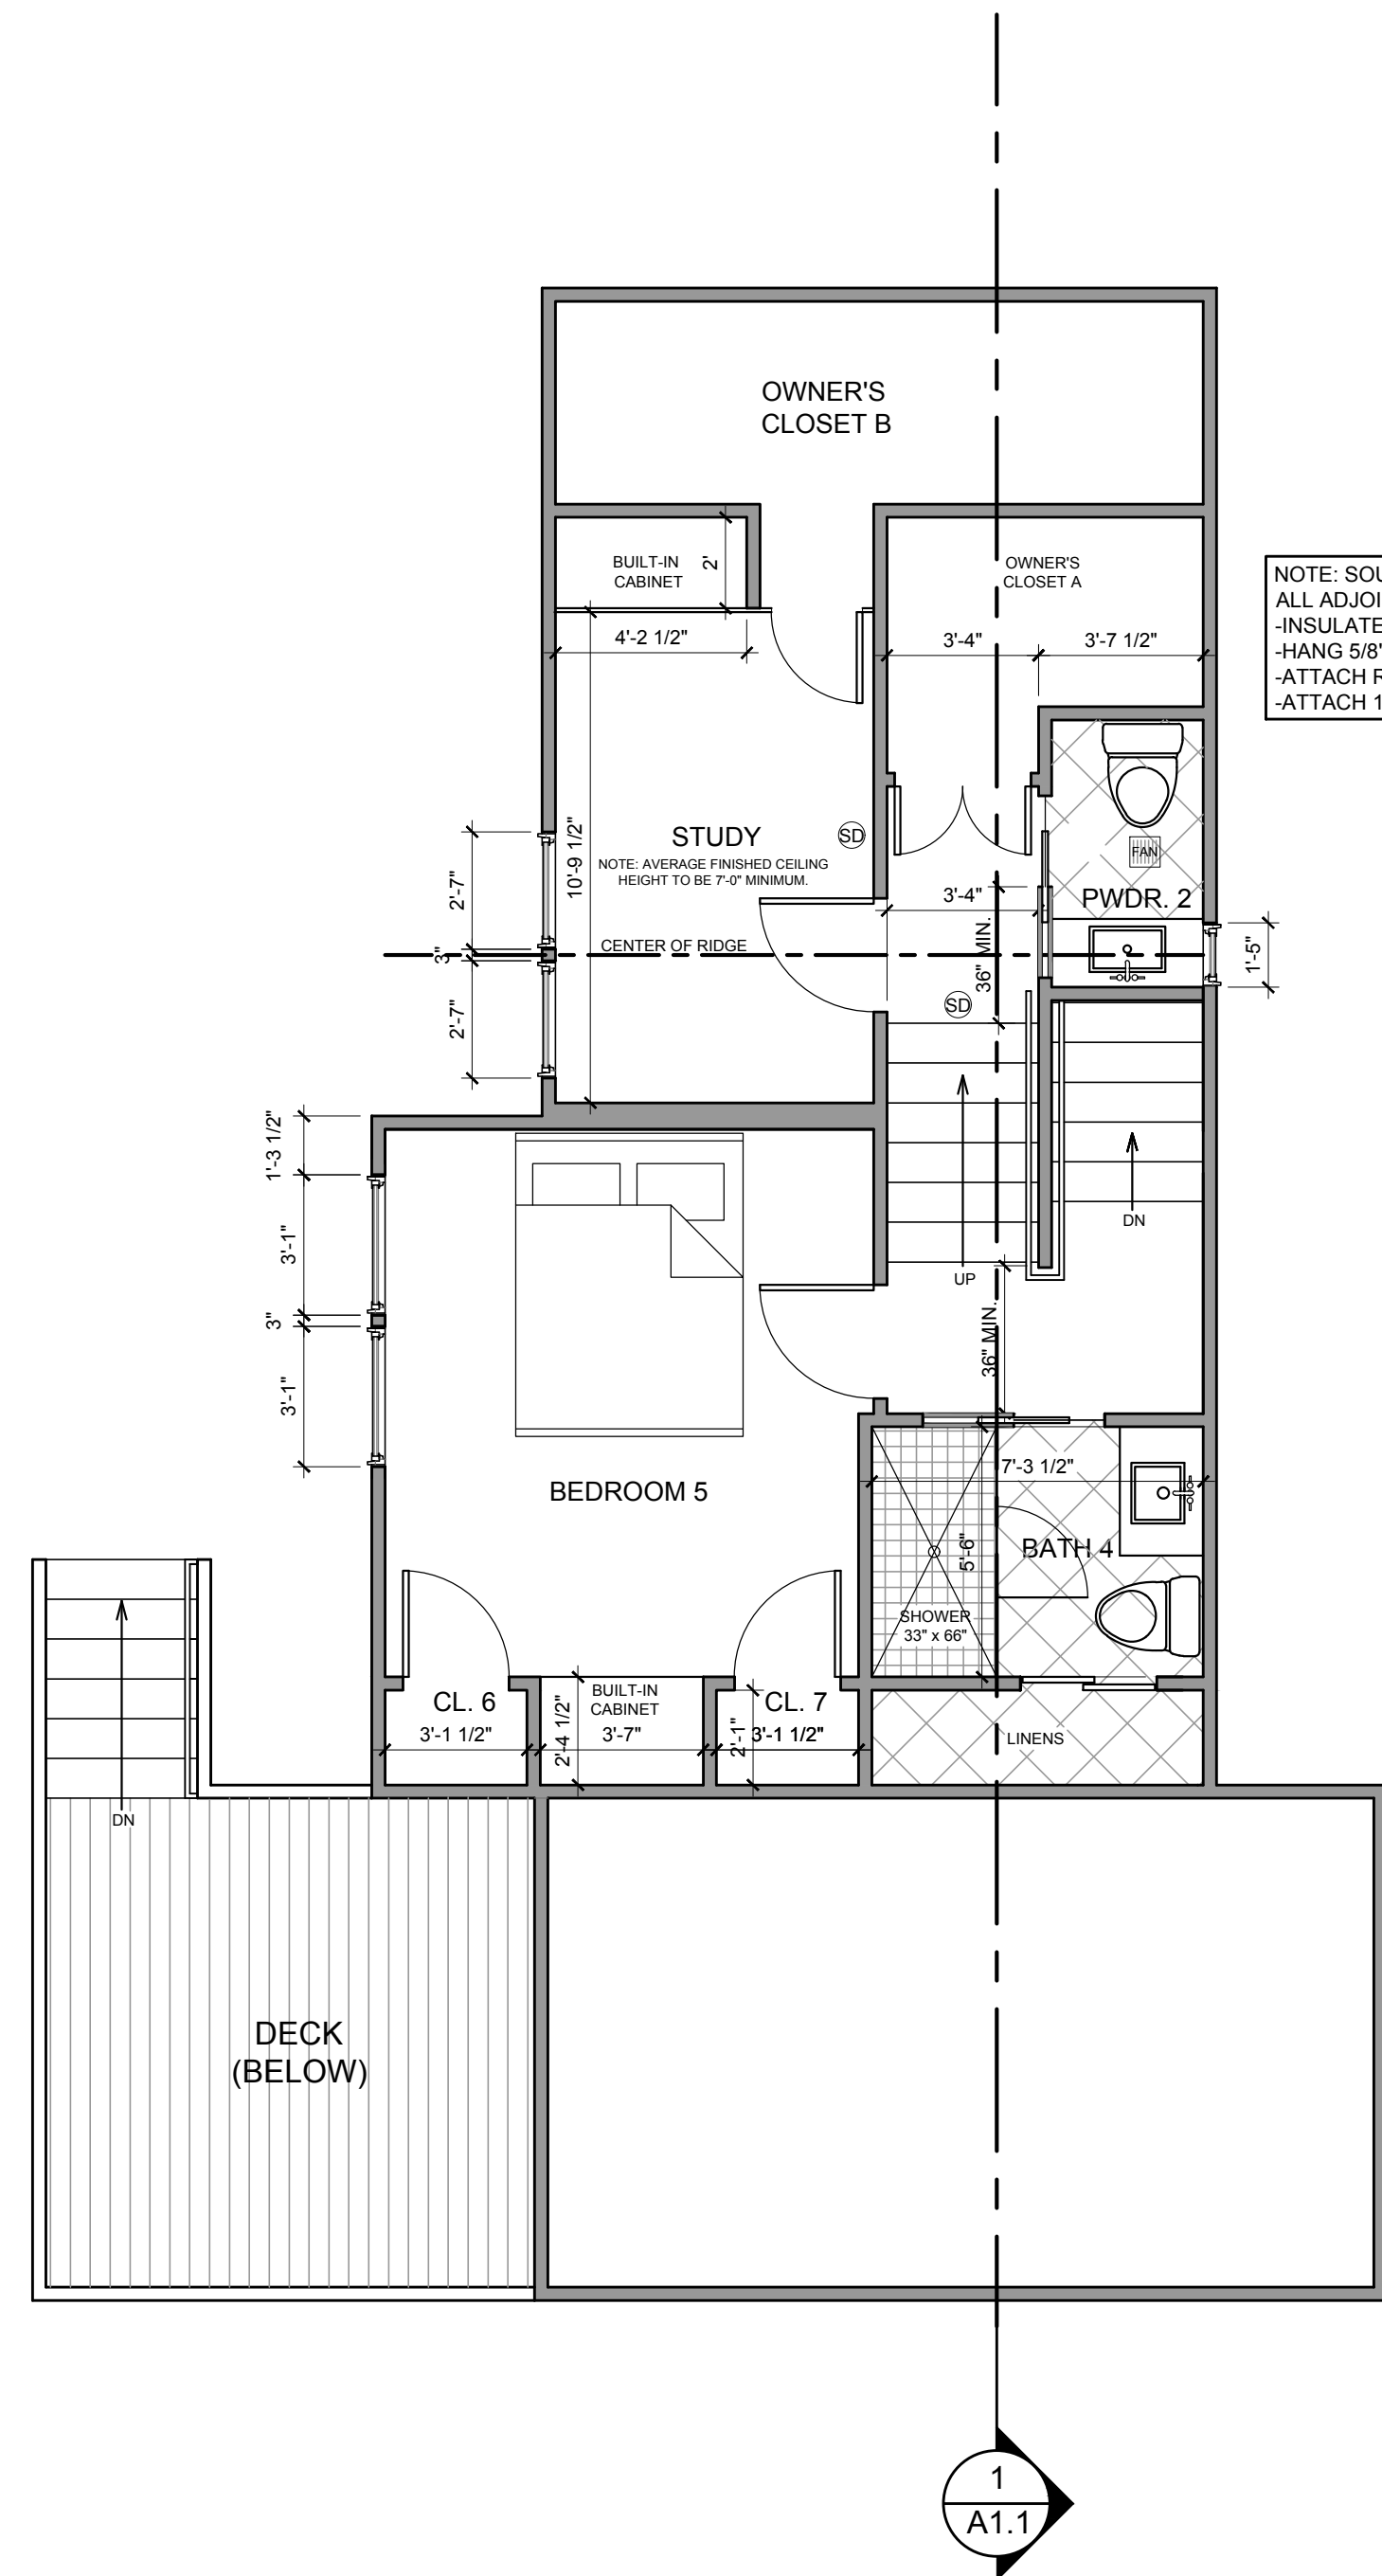 OWNER'S
CLOSET B
BUILT-IN
CABINET
2'
OWNER'S
CLOSET A
4'-2 1/2"
3'-4"
3'-7 1/2"
NOTE: SOU
ALL ADJOI
-INSULATE
-HANG 5/8"
-ATTACH R
-ATTACH 1
STUDY
NOTE: AVERAGE FINISHED CEILING
HEIGHT TO BE 7'-0" MINIMUM.
SD
10'-9 1/2"
2'-7"
3"
2'-7"
CENTER OF RIDGE
FAN
PWDR. 2
3'-4"
36" MIN.
SD
1'-5"
1'-3 1/2"
3'-1"
3"
3'-1"
UP
DN
36" MIN.
7'-3 1/2"
BEDROOM 5
5'-6"
BATH 4
SHOWER
33" x 66"
CL. 6
3'-1 1/2"
2'-4 1/2"
BUILT-IN
CABINET
3'-7"
2'-1"
CL. 7
3'-1 1/2"
LINENS
DN
DECK
(BELOW)
1
A1.1